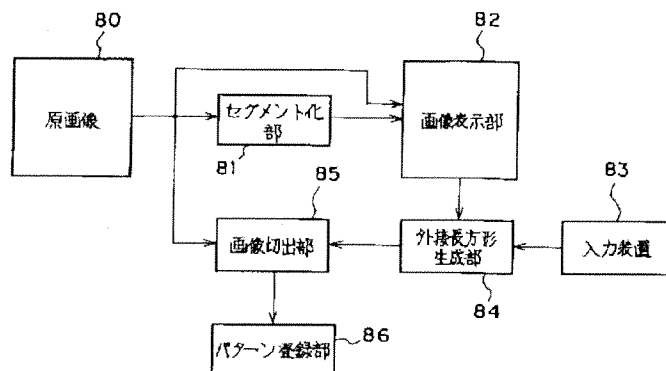 80
82
原画像
セグメント化
部
81
画像表示部
85
83
画像切出部
外接長方形
生成部
入力装置
84
86
パターン登録部